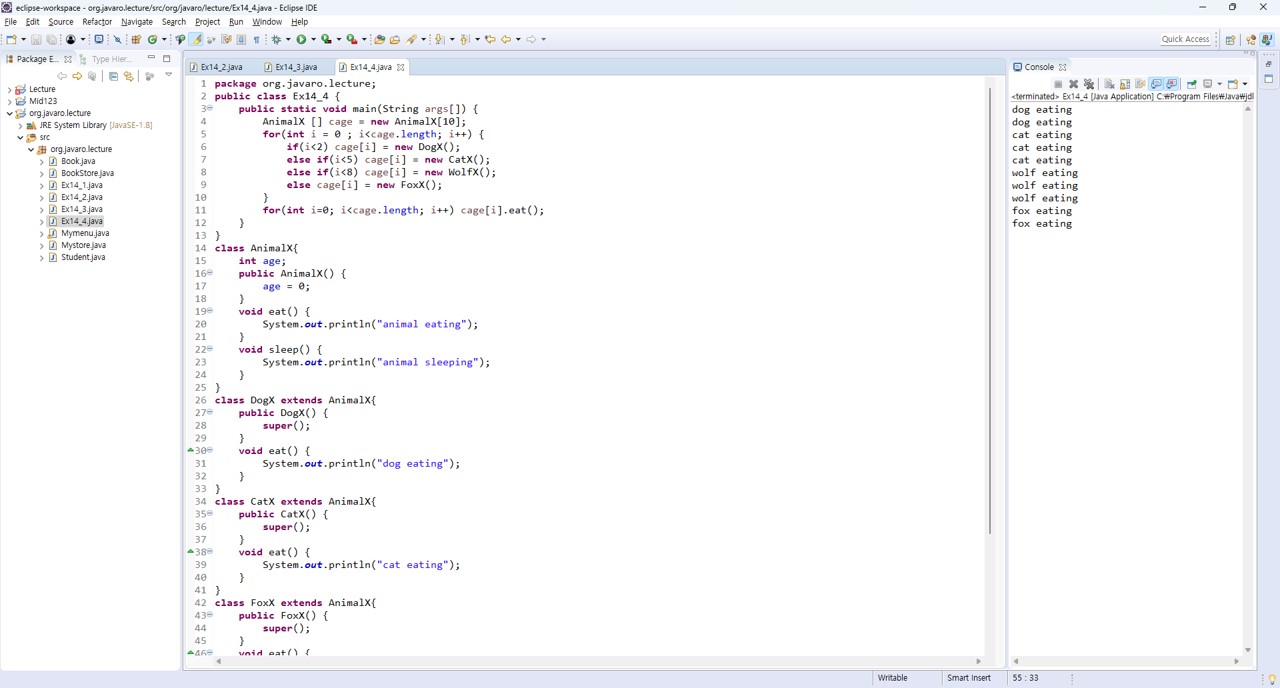 eclipse-workspace - org.javaro.lecture/src/org/javaro/lecture/Ex14_4.java - Eclipse IDE
File Edit Source Refactor Navigate Search Project Run Window Help
Quick Access
Package E...
Type Hier...
Lecture
Mid123
org.javaro.lecture
JRE System Library [JavaSE-1.8]
src
org.javaro.lecture
Book.java
BookStore.java
Ex14_1.java
Ex14_2.java
Ex14_3.java
Ex14_4.java
Mymenu.java
Mystore.java
Student.java
Ex14_2.java Ex14_3.java Ex14_4.java
1 package org.javaro.lecture;
2 public class Ex14_4 {
3 public static void main(String args[]) {
4 AnimalX [] cage = new AnimalX[10];
5 for(int i = 0 ; i<cage.length; i++) {
6 if(i<2) cage[i] = new DogX();
7 else if(i<5) cage[i] = new CatX();
8 else if(i<8) cage[i] = new WolfX();
9 else cage[i] = new FoxX();
10 }
11 for(int i=0; i<cage.length; i++) cage[i].eat();
12 }
13 }
14 class AnimalX{
15 int age;
16 public AnimalX() {
17 age = 0;
18 }
19 void eat() {
20 System.out.println("animal eating");
21 }
22 void sleep() {
23 System.out.println("animal sleeping");
24 }
25 }
26 class DogX extends AnimalX{
27 public DogX() {
28 super();
29 }
30 void eat() {
31 System.out.println("dog eating");
32 }
33 }
34 class CatX extends AnimalX{
35 public CatX() {
36 super();
37 }
38 void eat() {
39 System.out.println("cat eating");
40 }
41 }
42 class FoxX extends AnimalX{
43 public FoxX() {
44 super();
45 }
46 void eat() {
Console
<terminated> Ex14_4 [Java Application] C:₩Program Files₩Java₩jdl
dog eating
dog eating
cat eating
cat eating
cat eating
wolf eating
wolf eating
wolf eating
fox eating
fox eating
Writable Smart Insert 55 : 33